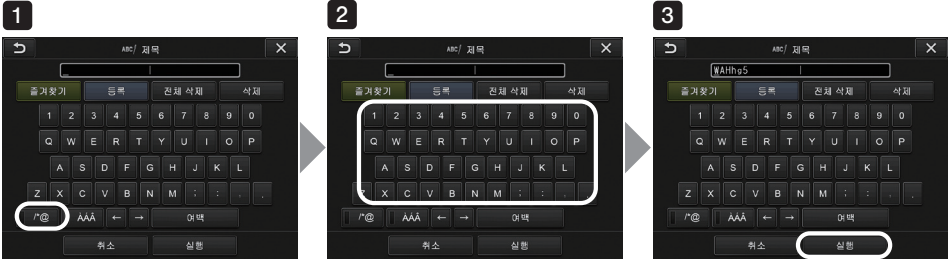 1
ABC/ 제목
즐겨찾기 등록 전체 삭제 삭제
1 2 3 4 5 6 7 8 9 0
Q W E R T Y U I O P
A S D F G H J K L
Z X C V B N M ; : , .
/*@ ÀÁÂ ← → 여백
취소 실행
2
ABC/ 제목
즐겨찾기 등록 전체 삭제 삭제
1 2 3 4 5 6 7 8 9 0
Q W E R T Y U I O P
A S D F G H J K L
Z X C V B N M ; : , .
/*@ ÀÁÂ ← → 여백
취소 실행
3
ABC/ 제목
WAHhg5
즐겨찾기 등록 전체 삭제 삭제
1 2 3 4 5 6 7 8 9 0
Q W E R T Y U I O P
A S D F G H J K L
Z X C V B N M ; : , .
/*@ ÀÁÂ ← → 여백
취소 실행